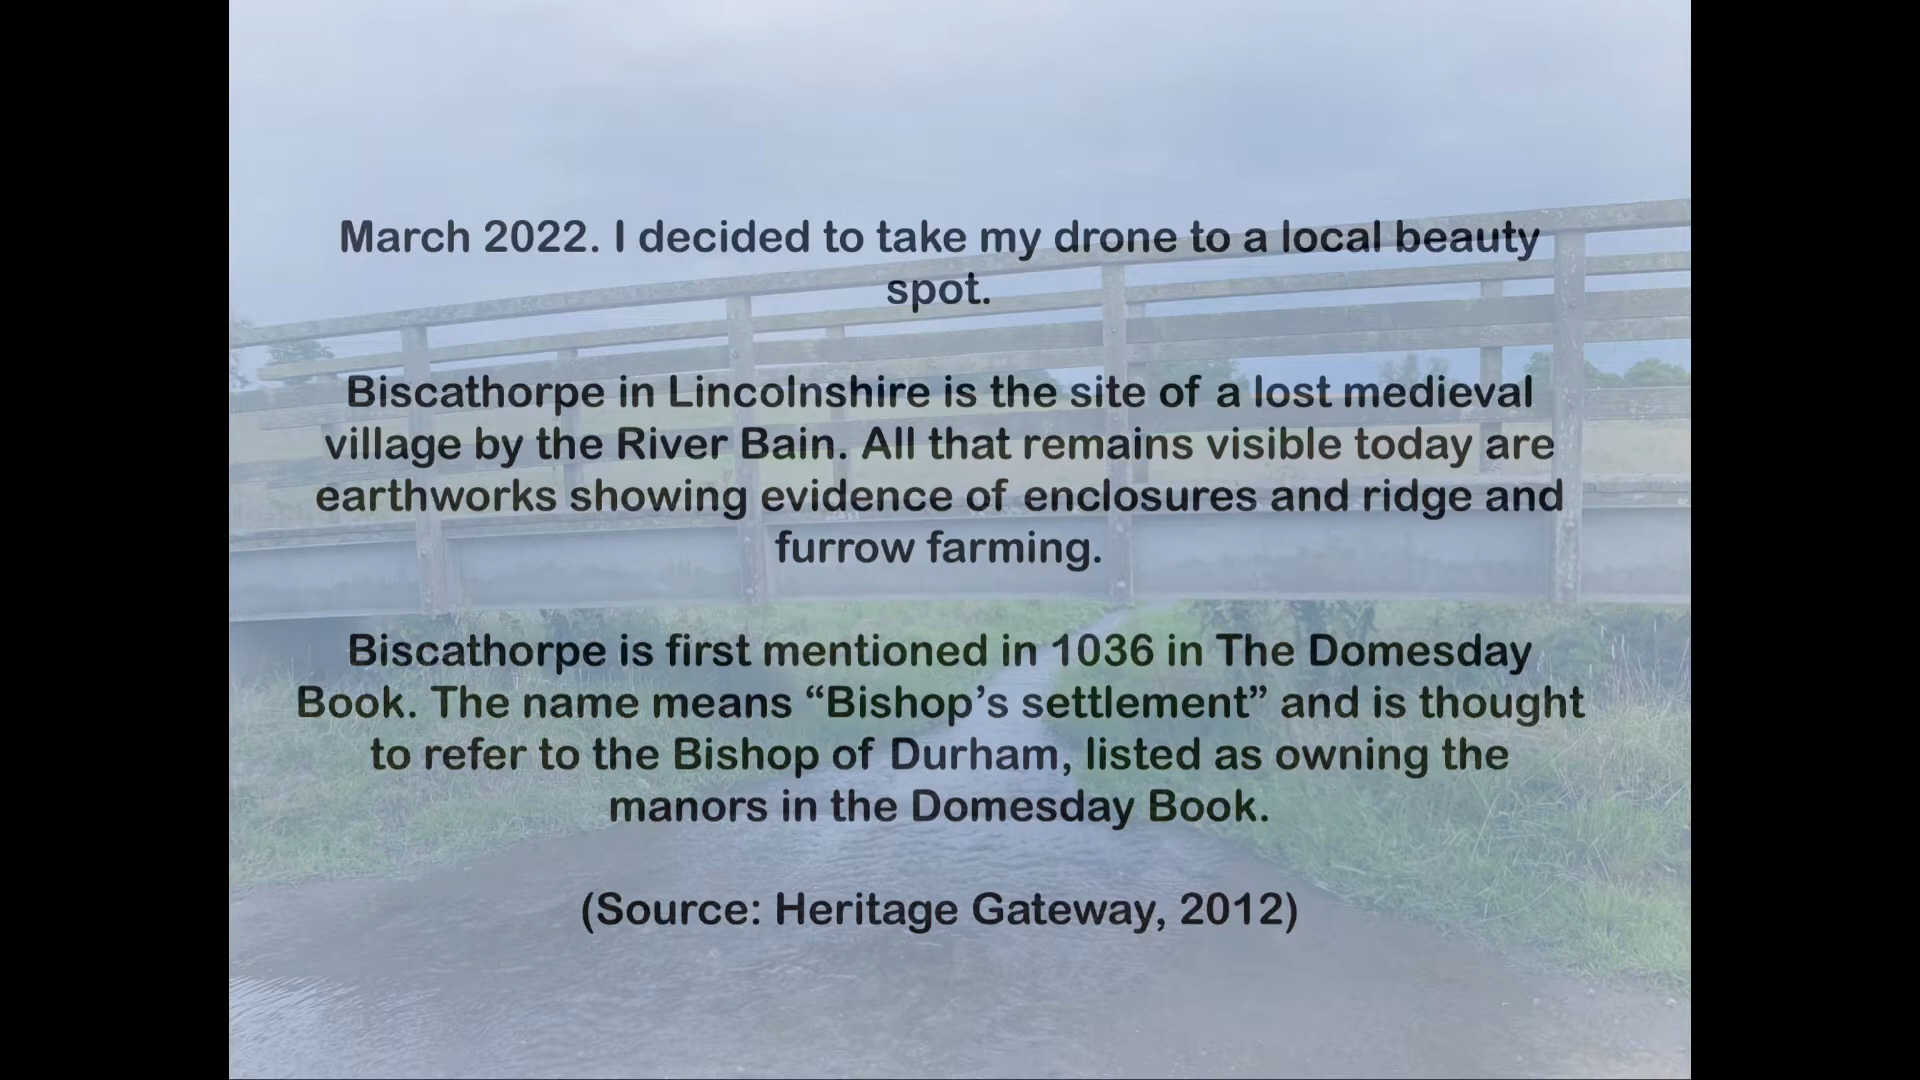 March 2022. I decided to take my drone to a local beauty
spot.
Biscathorpe in Lincolnshire is the site of a lost medieval
village by the River Bain. All that remains visible today are
earthworks showing evidence of enclosures and ridge and
furrow farming.
Biscathorpe is first mentioned in 1036 in The Domesday
Book. The name means “Bishop’s settlement” and is thought
to refer to the Bishop of Durham, listed as owning the
manors in the Domesday Book.
(Source: Heritage Gateway, 2012)